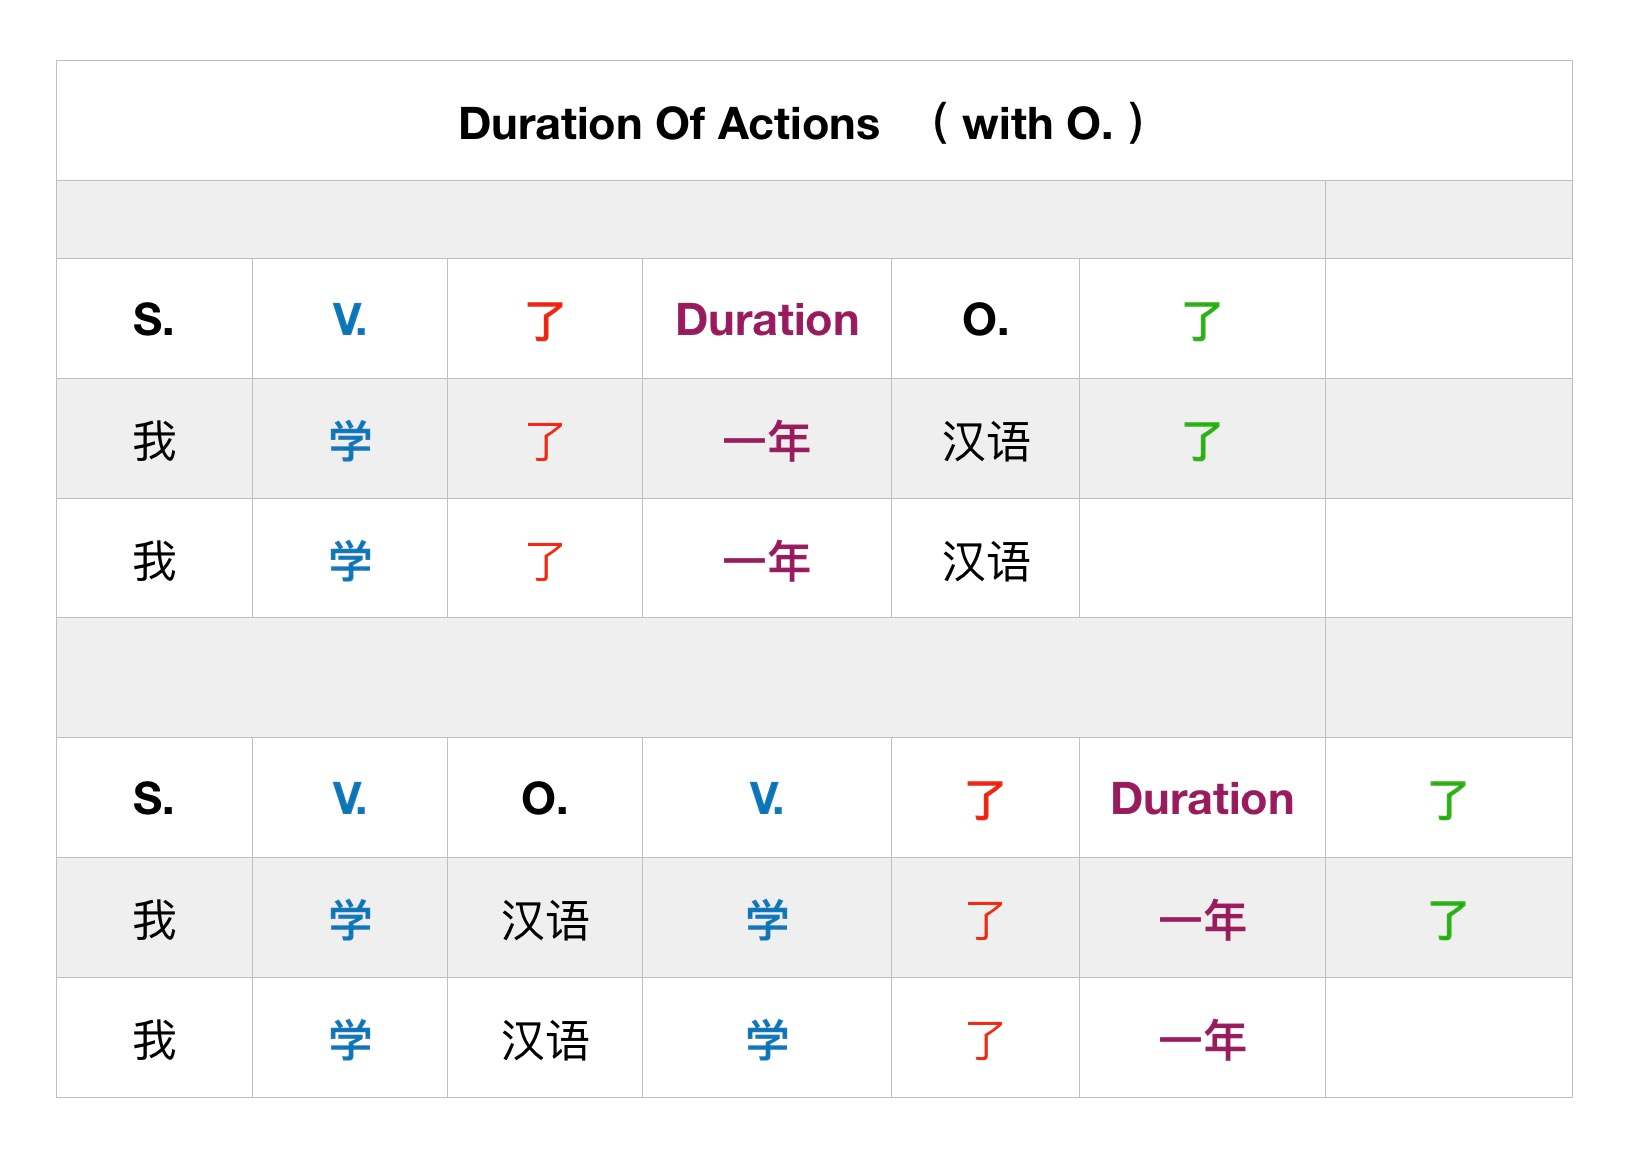 Duration Of Actions （ with O. ）
S. V. 了 Duration O. 了
我 学 了 一年 汉语 了
我 学 了 一年 汉语
S. V. O. V. 了 Duration 了
我 学 汉语 学 了 一年 了
我 学 汉语 学 了 一年